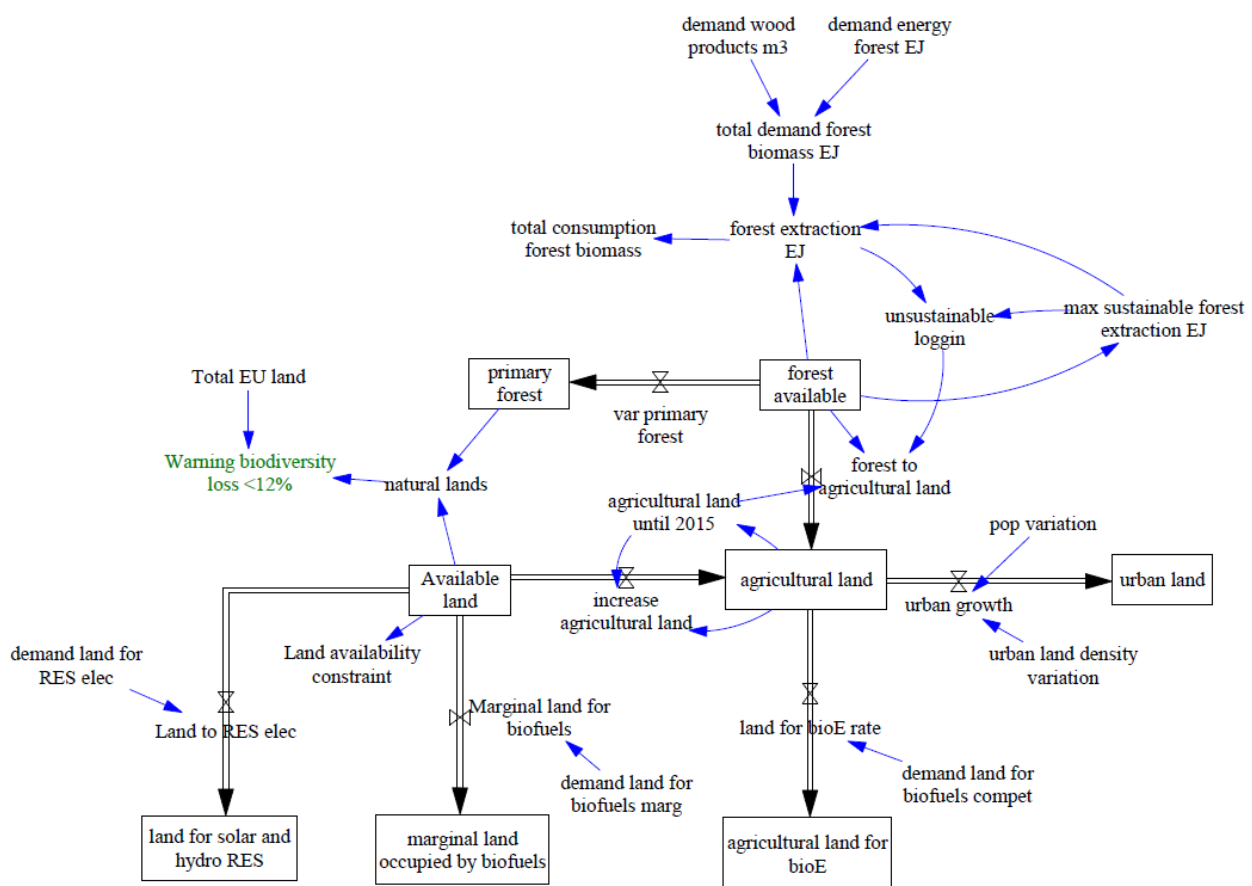 demand wood
products m3
demand energy
forest EJ
total demand forest
biomass EJ
total consumption
forest biomass
forest extraction
EJ
unsustainable
loggin
max sustainable forest
extraction EJ
Total EU land
primary
forest
forest
available
var primary
forest
Warning biodiversity
loss <12%
natural lands
forest to
agricultural land
agricultural land
until 2015
pop variation
Available
land
increase
agricultural land
agricultural land
urban growth
urban land
demand land for
RES elec
Land availability
constraint
urban land density
variation
Land to RES elec
Marginal land for
biofuels
land for bioE rate
demand land for
biofuels marg
demand land for
biofuels compet
land for solar and
hydro RES
marginal land
occupied by biofuels
agricultural land for
bioE